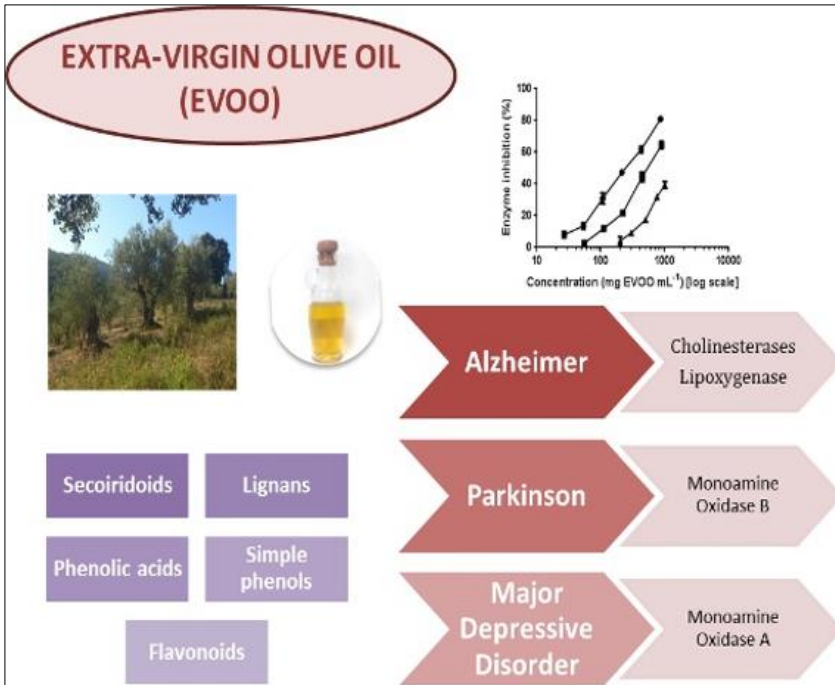 EXTRA-VIRGIN OLIVE OIL
(EVOO)
100
80
60
40
20
0
Enzyme inhibition (%)
10
100
1000
10000
Concentration (mg EVOO mL⁻¹) [log scale]
Alzheimer
Cholinesterases
Lipoxygenase
Secoiridoids
Lignans
Parkinson
Monoamine
Oxidase B
Phenolic acids
Simple
phenols
Major
Depressive
Disorder
Monoamine
Oxidase A
Flavonoids